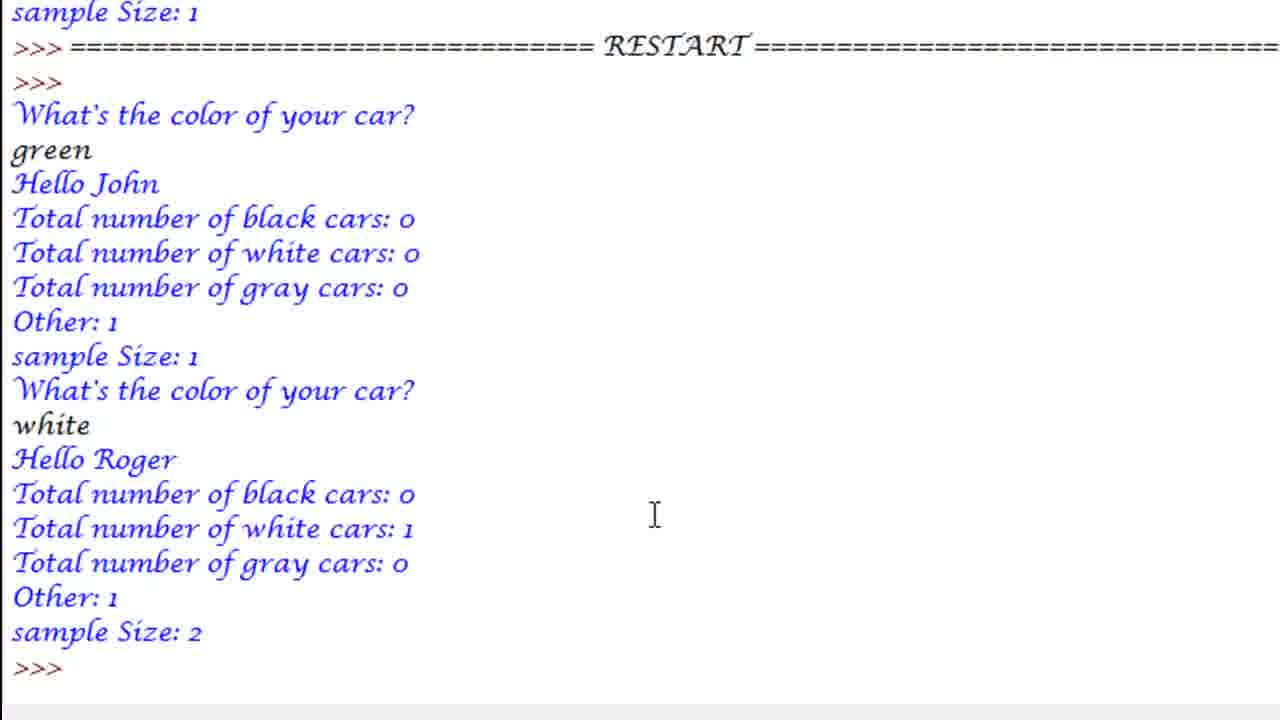 sample Size: 1
>>> ================================ RESTART ================================
>>>
What's the color of your car?
green
Hello John
Total number of black cars: 0
Total number of white cars: 0
Total number of gray cars: 0
Other: 1
sample Size: 1
What's the color of your car?
white
Hello Roger
Total number of black cars: 0
Total number of white cars: 1
Total number of gray cars: 0
Other: 1
sample Size: 2
>>>